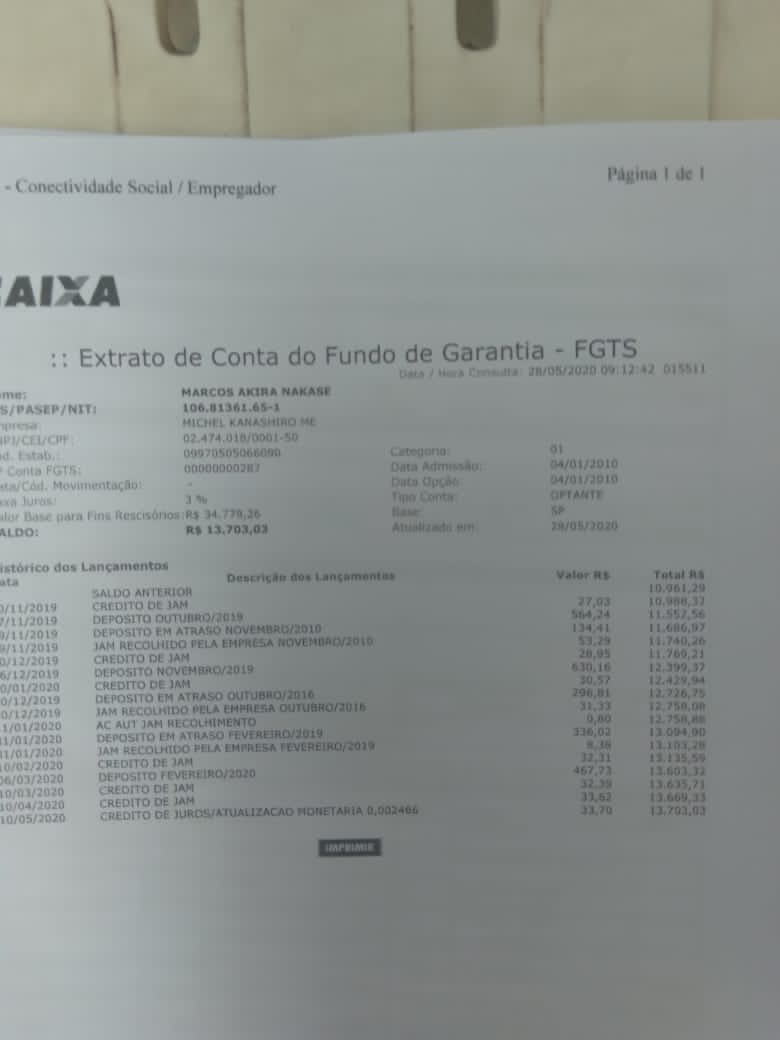 - Conectividade Social / Empregador
Página 1 de 1
CAIXA
:: Extrato de Conta do Fundo de Garantia - FGTS
Data / Hora Consulta: 28/05/2020 09:12:42 015511
ome: MARCOS AKIRA NAKASE
S/PASEP/NIT: 106.81361.65-1
mpresa: MICHEL KANASHIRO ME
NPJ/CEI/CPF: 02.474.018/0001-50
ód. Estab.: 09970505066090 Categoria: 01
º Conta FGTS: 00000000287 Data Admissão: 04/01/2010
ata/Cód. Movimentação: - Data Opção: 04/01/2010
axa Juros: 3 % Tipo Conta: OPTANTE
alor Base para Fins Rescisórios: R$ 34.779,26 Base: SP
ALDO: R$ 13.703,03 Atualizado em: 28/05/2020
istórico dos Lançamentos
ata Descrição dos Lançamentos Valor R$ Total R$
SALDO ANTERIOR 10.961,29
0/11/2019 CREDITO DE JAM 27,03 10.988,32
7/11/2019 DEPOSITO OUTUBRO/2019 564,24 11.552,56
9/11/2019 DEPOSITO EM ATRASO NOVEMBRO/2010 134,41 11.686,97
9/11/2019 JAM RECOLHIDO PELA EMPRESA NOVEMBRO/2010 53,29 11.740,26
0/12/2019 CREDITO DE JAM 28,95 11.769,21
6/12/2019 DEPOSITO NOVEMBRO/2019 630,16 12.399,37
0/01/2020 CREDITO DE JAM 30,57 12.429,94
0/12/2019 DEPOSITO EM ATRASO OUTUBRO/2016 296,81 12.726,75
0/12/2019 JAM RECOLHIDO PELA EMPRESA OUTUBRO/2016 31,33 12.758,08
1/01/2020 AC AUT JAM RECOLHIMENTO 0,80 12.758,88
1/01/2020 DEPOSITO EM ATRASO FEVEREIRO/2019 336,02 13.094,90
1/01/2020 JAM RECOLHIDO PELA EMPRESA FEVEREIRO/2019 8,38 13.103,28
10/02/2020 CREDITO DE JAM 32,31 13.135,59
06/03/2020 DEPOSITO FEVEREIRO/2020 467,73 13.603,32
10/03/2020 CREDITO DE JAM 32,39 13.635,71
10/04/2020 CREDITO DE JAM 33,62 13.669,33
10/05/2020 CREDITO DE JUROS/ATUALIZACAO MONETARIA 0,002466 33,70 13.703,03
IMPRIMIR